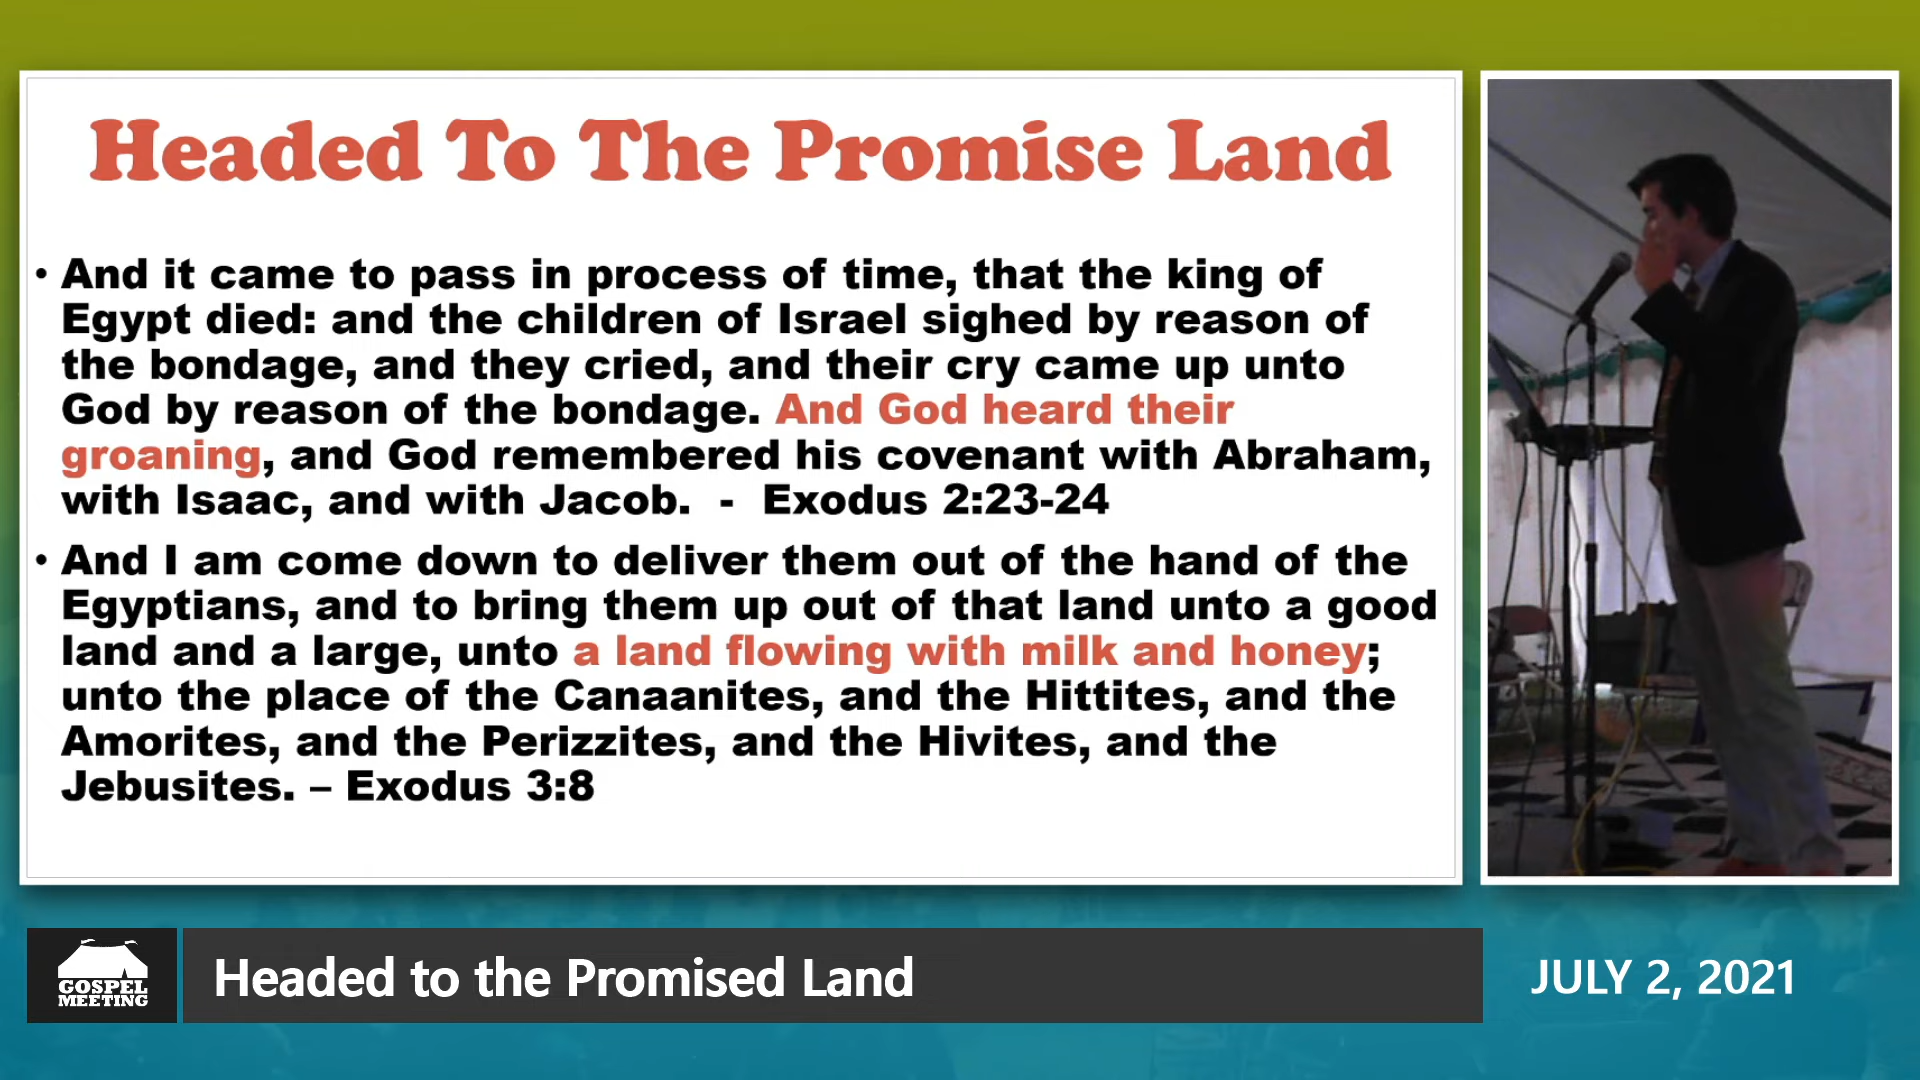 Headed To The Promise Land
• And it came to pass in process of time, that the king of
Egypt died: and the children of Israel sighed by reason of
the bondage, and they cried, and their cry came up unto
God by reason of the bondage. And God heard their
groaning, and God remembered his covenant with Abraham,
with Isaac, and with Jacob.  -  Exodus 2:23-24
• And I am come down to deliver them out of the hand of the
Egyptians, and to bring them up out of that land unto a good
land and a large, unto a land flowing with milk and honey;
unto the place of the Canaanites, and the Hittites, and the
Amorites, and the Perizzites, and the Hivites, and the
Jebusites. – Exodus 3:8
GOSPEL
MEETING
Headed to the Promised Land
JULY 2, 2021